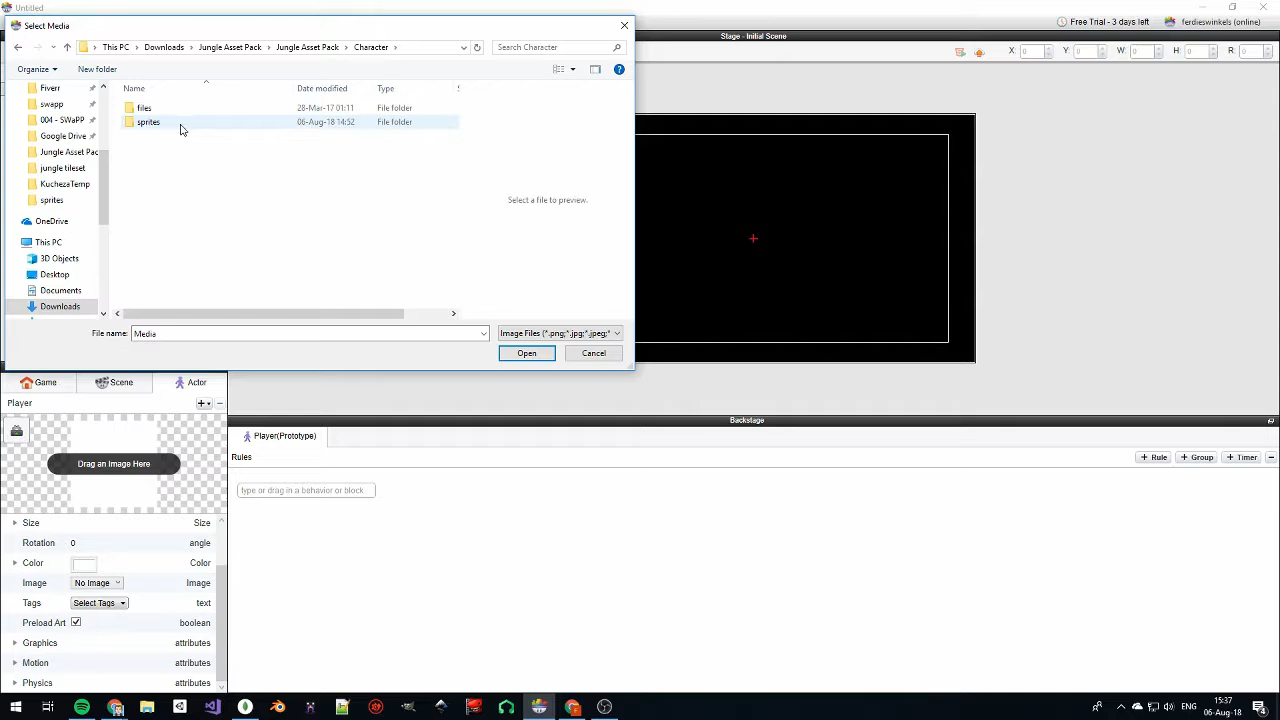 Untitled
Select Media
Free Trial - 3 days left
ferdieswinkels (online)
Stage - Initial Scene
This PC
Downloads
Jungle Asset Pack
Jungle Asset Pack
Character
Search Character
X: 0
Y: 0
W: 0
H: 0
R: 0
Organize
New folder
Name
Date modified
Type
files
28-Mar-17 01:11
File folder
sprites
06-Aug-18 14:52
File folder
Fiverr
swapp
004 - SWaPP
Google Drive
Jungle Asset Pac
jungle tileset
KuchezaTemp
sprites
OneDrive
This PC
3D Objects
Desktop
Documents
Downloads
Select a file to preview.
File name:
Media
Image Files (*.png;*.jpg;*.jpeg;*
Open
Cancel
Game
Scene
Actor
Player
Drag an Image Here
Backstage
Player(Prototype)
Rules
+ Rule
+ Group
+ Timer
type or drag in a behavior or block
Size
Size
Rotation
0
angle
Color
Color
Image
No Image
Image
Tags
Select Tags
text
Preload Art
boolean
Graphics
attributes
Motion
attributes
Physics
attributes
15:37
06-Aug-18